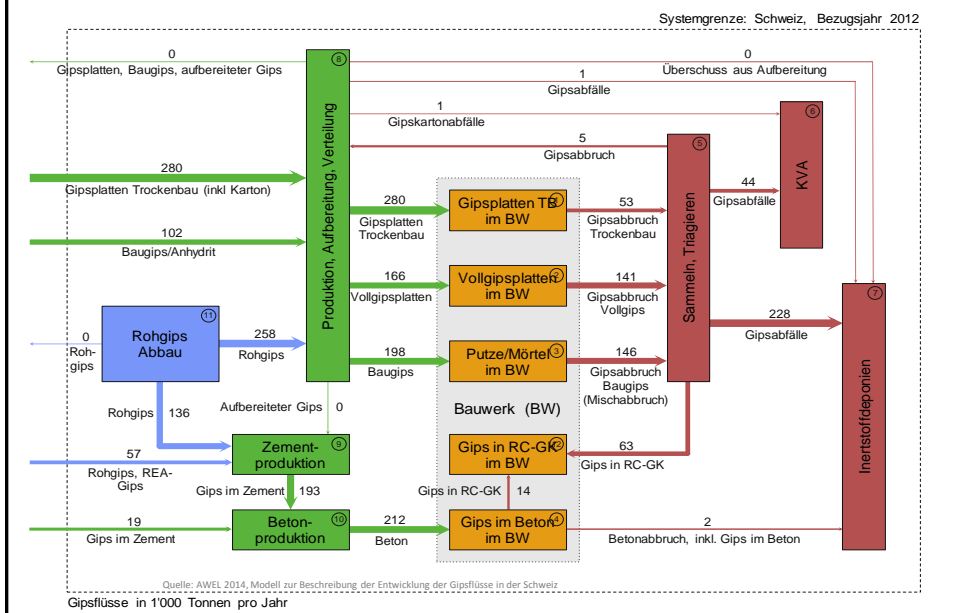 Systemgrenze: Schweiz, Bezugsjahr 2012
0
Gipsplatten, Baugips, aufbereiteter Gips
8
Produktion, Aufbereitung, Verteilung
0
Überschuss aus Aufbereitung
1
Gipsabfälle
1
Gipskartonabfälle
6
KVA
5
Gipsabbruch
5
Sammeln, Triagieren
44
Gipsabfälle
280
Gipsplatten Trockenbau (inkl Karton)
280
Gipsplatten
Trockenbau
Gipsplatten TB
im BW
1
53
Gipsabbruch
Trockenbau
102
Baugips/Anhydrit
166
Vollgipsplatten
Vollgipsplatten
im BW
2
141
Gipsabbruch
Vollgips
7
Inertstoffdeponien
228
Gipsabfälle
11
Rohgips
Abbau
0
Roh-
gips
258
Rohgips
198
Baugips
Putze/Mörtel
im BW
3
146
Gipsabbruch
Baugips
(Mischabbruch)
Rohgips
136
Aufbereiteter Gips
0
Bauwerk (BW)
57
Rohgips, REA-
Gips
Zement-
produktion
9
Gips in RC-GK
im BW
12
63
Gips in RC-GK
Gips im Zement
193
Gips in RC-GK
14
19
Gips im Zement
Beton-
produktion
10
212
Beton
Gips im Beton
im BW
4
2
Betonabbruch, inkl. Gips im Beton
Quelle: AWEL 2014, Modell zur Beschreibung der Entwicklung der Gipsflüsse in der Schweiz
Gipsflüsse in 1'000 Tonnen pro Jahr